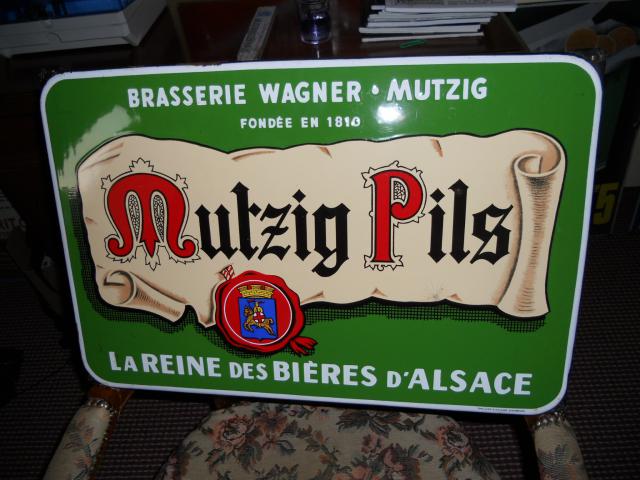 BRASSERIE WAGNER • MUTZIG
FONDÉE EN 1810
Mutzig Pils
LA REINE DES BIÈRES D'ALSACE